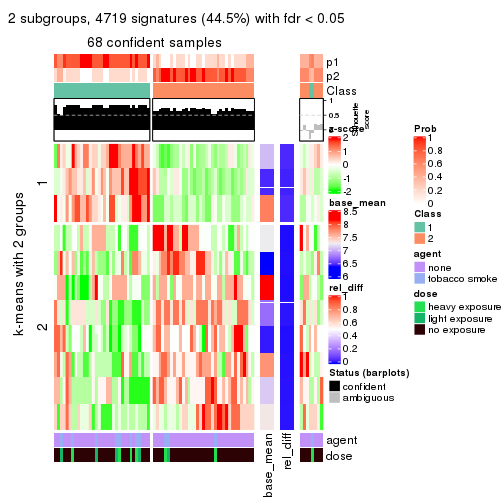 2 subgroups, 4719 signatures (44.5%) with fdr < 0.05
68 confident samples
p1
p2
Class
1
0.5
0
Silhouette
score
z-score
2
1
0
-1
-2
base_mean
8.5
8
7.5
7
6.5
6
rel_diff
1
0.8
0.6
0.4
0.2
0
Status (barplots)
confident
ambiguous
Prob
1
0.8
0.6
0.4
0.2
0
Class
1
2
agent
none
tobacco smoke
dose
heavy exposure
light exposure
no exposure
k-means with 2 groups
1
2
agent
dose
base_mean
rel_diff